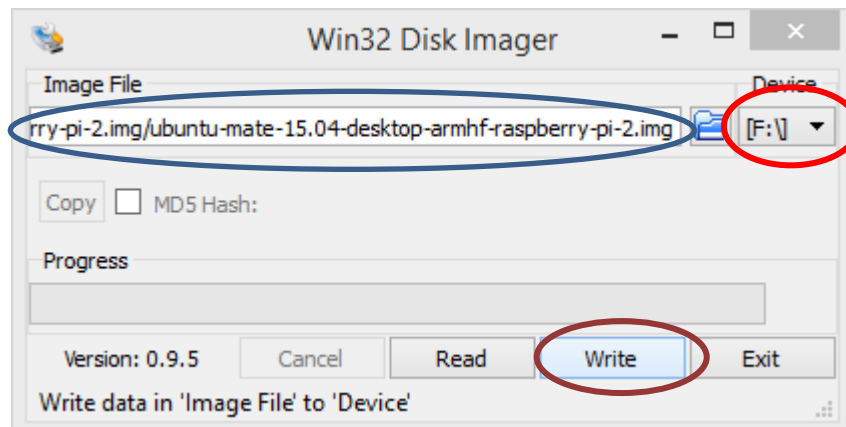 Win32 Disk Imager
Image File
Device
rry-pi-2.img/ubuntu-mate-15.04-desktop-armhf-raspberry-pi-2.img
[F:\]
Copy
MD5 Hash:
Progress
Version: 0.9.5
Cancel
Read
Write
Exit
Write data in 'Image File' to 'Device'